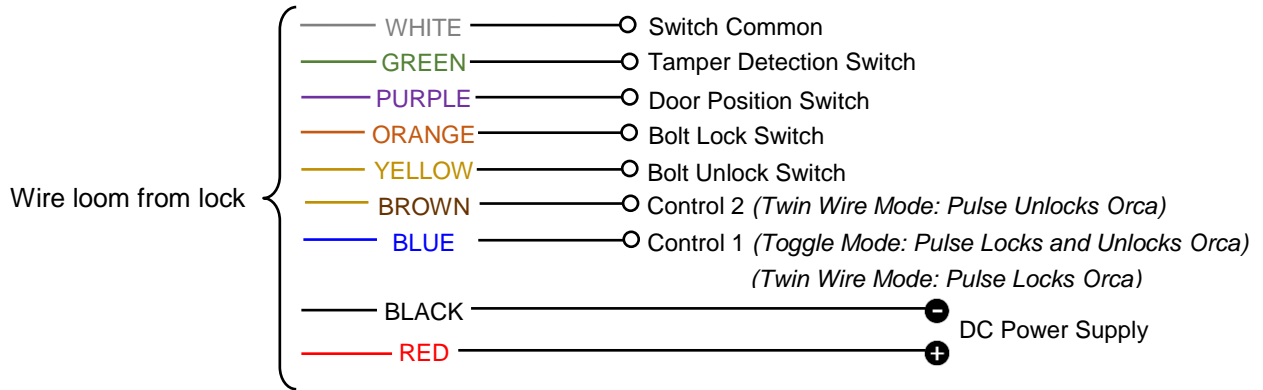 WHITE Switch Common
GREEN Tamper Detection Switch
PURPLE Door Position Switch
ORANGE Bolt Lock Switch
YELLOW Bolt Unlock Switch
Wire loom from lock
BROWN Control 2 (Twin Wire Mode: Pulse Unlocks Orca)
BLUE Control 1 (Toggle Mode: Pulse Locks and Unlocks Orca)
(Twin Wire Mode: Pulse Locks Orca)
BLACK -
DC Power Supply
RED +